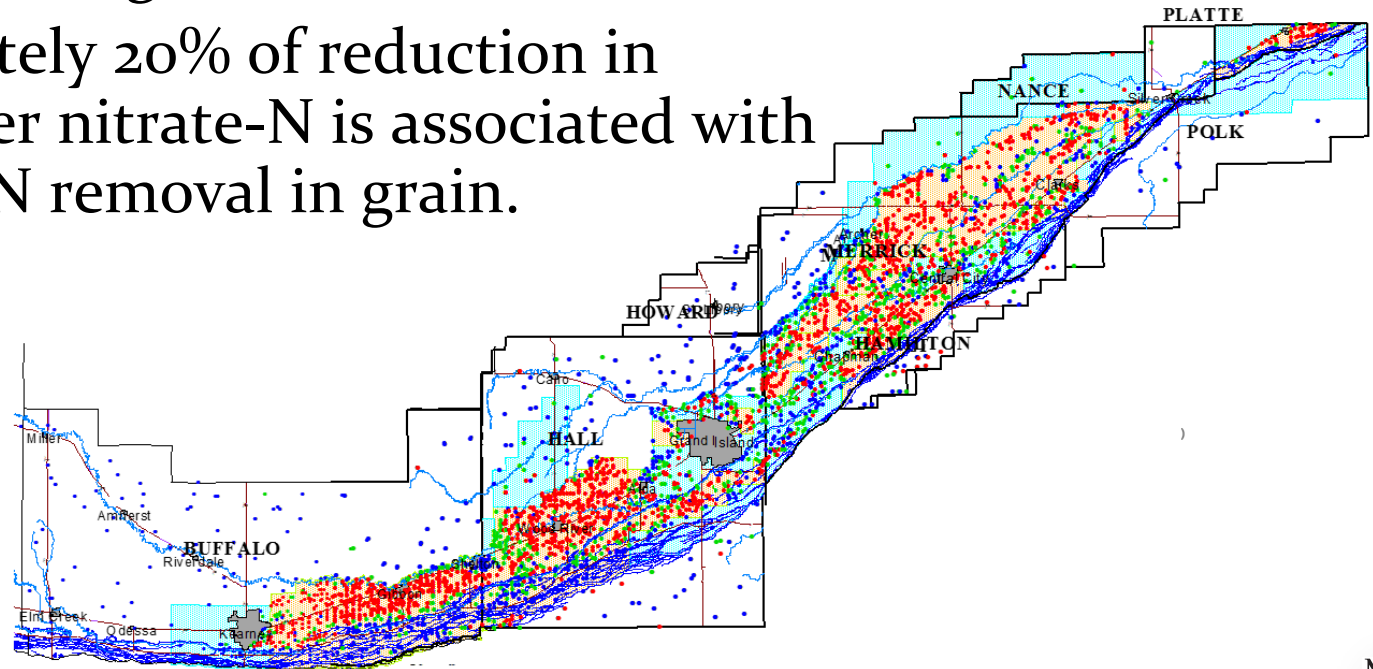 tely 20% of reduction in
er nitrate-N is associated with
N removal in grain.
PLATTE
NANCE
Silver Creek
POLK
Clarks
Archer
MERRICK
Central City
HOWARD
HAMILTON
Chapman
Cairo
HALL
Grand Island
Miller
Alda
Amherst
Wood River
BUFFALO
Riverdale
Shelton
Gibbon
Elm Creek
Odessa
Kearney
)